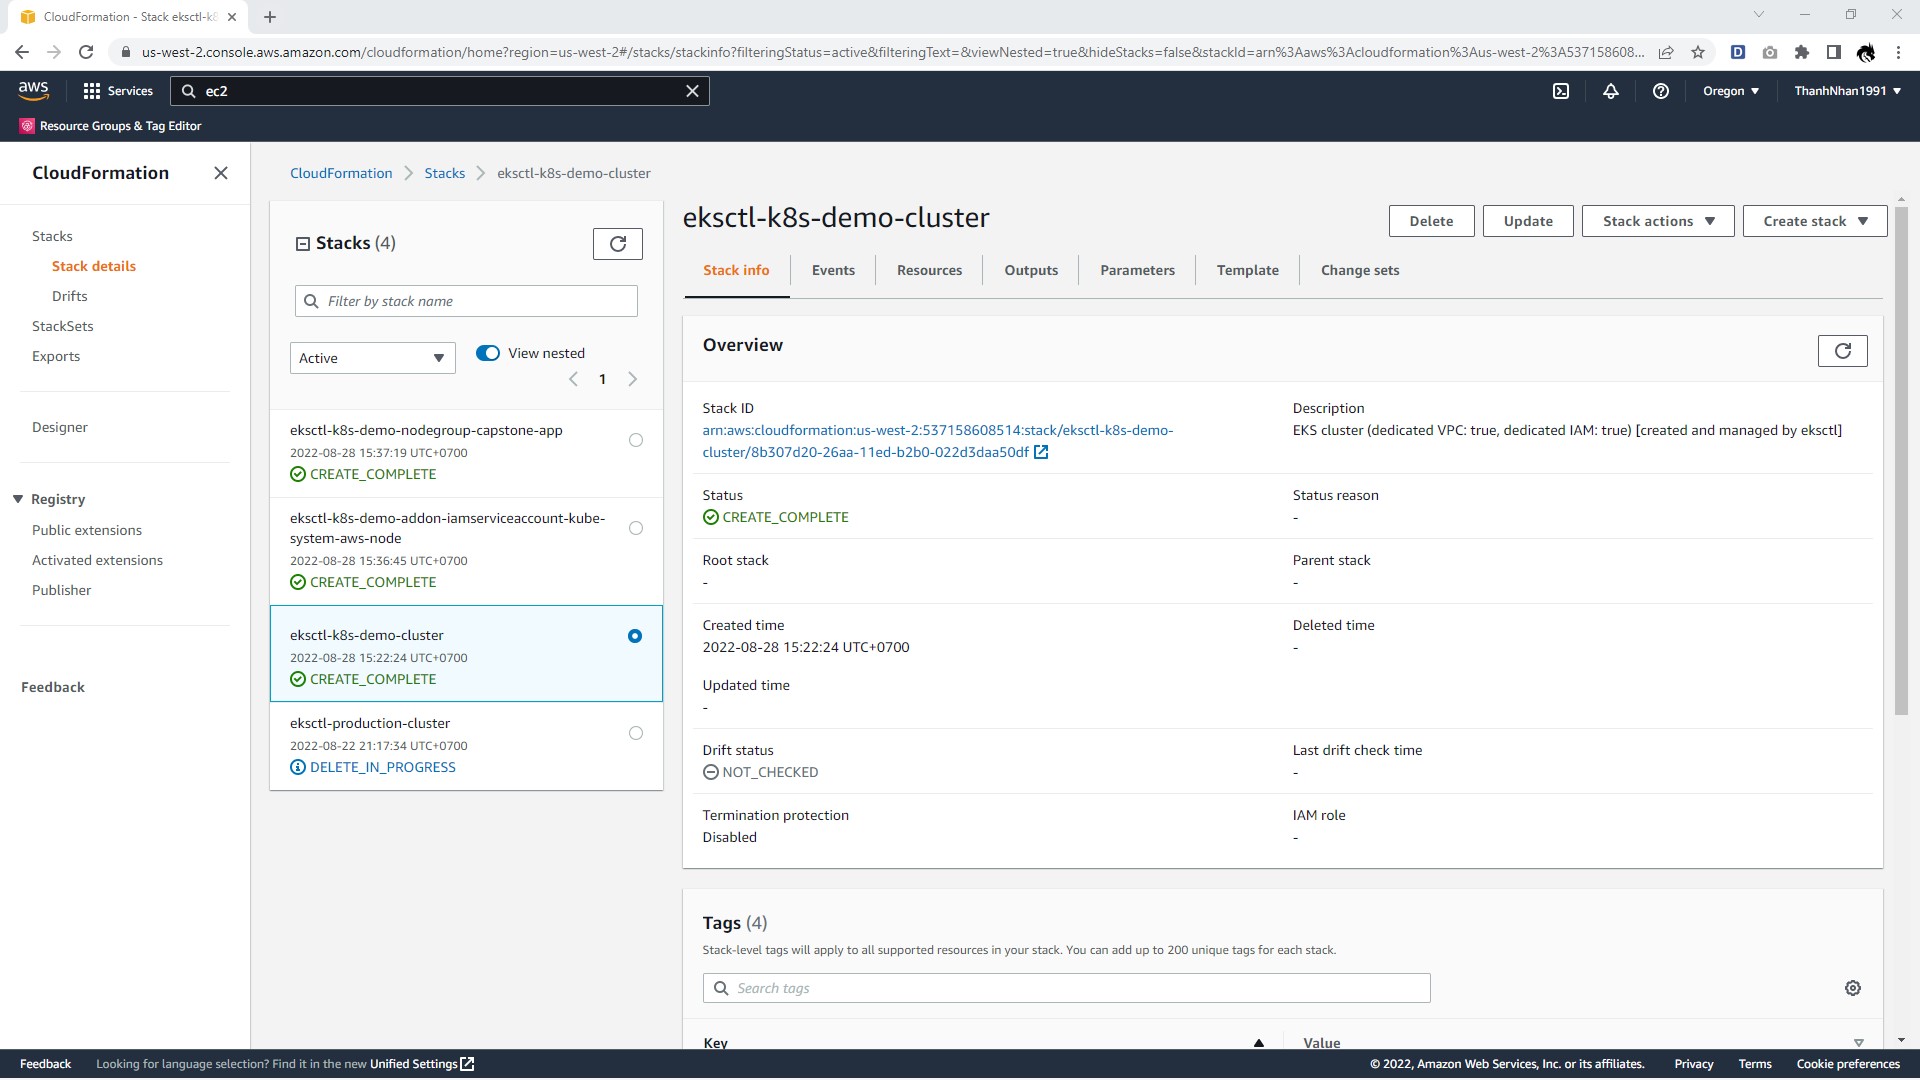 CloudFormation - Stack eksctl-k8s
us-west-2.console.aws.amazon.com/cloudformation/home?region=us-west-2#/stacks/stackinfo?filteringStatus=active&filteringText=&viewNested=true&hideStacks=false&stackId=arn%3Aaws%3Acloudformation%3Aus-west-2%3A537158608...
aws
Services
ec2
Oregon
ThanhNhan1991
Resource Groups & Tag Editor
CloudFormation
Stacks
Stack details
Drifts
StackSets
Exports
Designer
Registry
Public extensions
Activated extensions
Publisher
Feedback
CloudFormation
Stacks
eksctl-k8s-demo-cluster
Stacks (4)
Filter by stack name
Active
View nested
1
eksctl-k8s-demo-nodegroup-capstone-app
2022-08-28 15:37:19 UTC+0700
CREATE_COMPLETE
eksctl-k8s-demo-addon-iamserviceaccount-kube-
system-aws-node
2022-08-28 15:36:45 UTC+0700
CREATE_COMPLETE
eksctl-k8s-demo-cluster
2022-08-28 15:22:24 UTC+0700
CREATE_COMPLETE
eksctl-production-cluster
2022-08-22 21:17:34 UTC+0700
DELETE_IN_PROGRESS
eksctl-k8s-demo-cluster
Delete
Update
Stack actions
Create stack
Stack info
Events
Resources
Outputs
Parameters
Template
Change sets
Overview
Stack ID
arn:aws:cloudformation:us-west-2:537158608514:stack/eksctl-k8s-demo-
cluster/8b307d20-26aa-11ed-b2b0-022d3daa50df
Description
EKS cluster (dedicated VPC: true, dedicated IAM: true) [created and managed by eksctl]
Status
CREATE_COMPLETE
Status reason
-
Root stack
-
Parent stack
-
Created time
2022-08-28 15:22:24 UTC+0700
Deleted time
-
Updated time
-
Drift status
NOT_CHECKED
Last drift check time
-
Termination protection
Disabled
IAM role
-
Tags (4)
Stack-level tags will apply to all supported resources in your stack. You can add up to 200 unique tags for each stack.
Search tags
Key
Value
Feedback
Looking for language selection? Find it in the new Unified Settings
© 2022, Amazon Web Services, Inc. or its affiliates.
Privacy
Terms
Cookie preferences